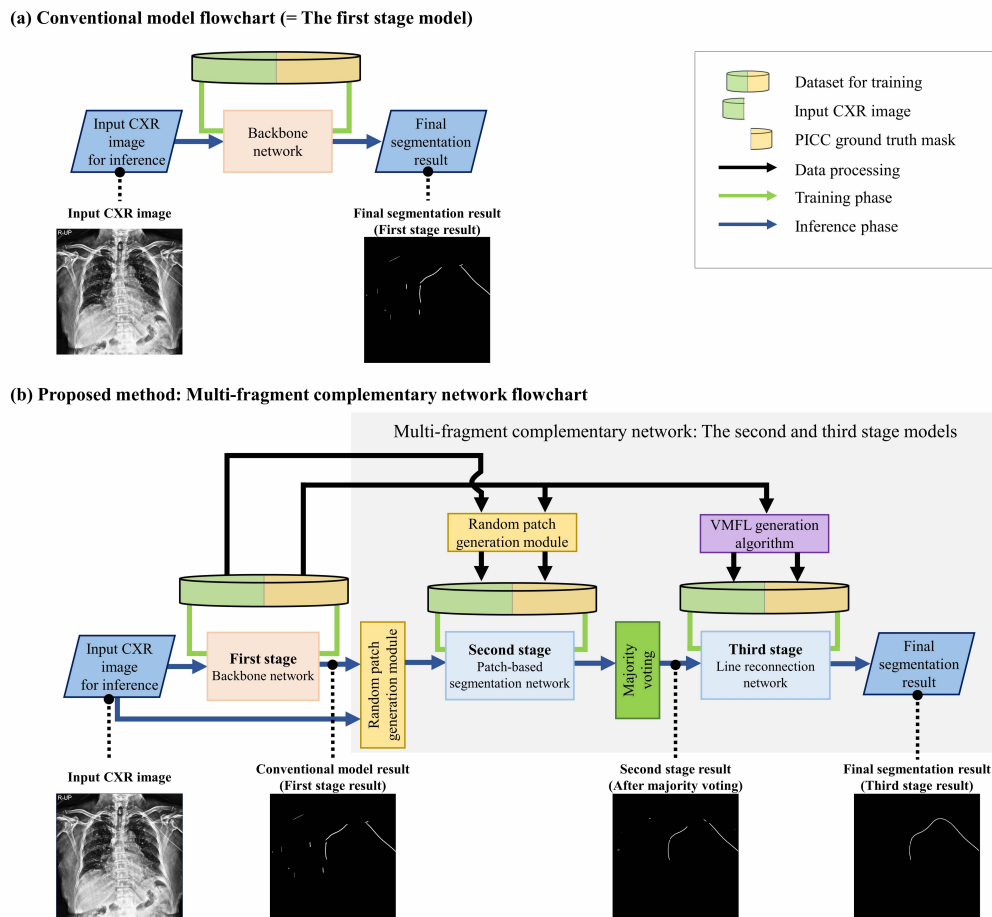 (a) Conventional model flowchart (= The first stage model)
Input CXR
image
for inference
Backbone
network
Final
segmentation
result
Input CXR image
Final segmentation result
(First stage result)
R-UP
Dataset for training
Input CXR image
PICC ground truth mask
Data processing
Training phase
Inference phase
(b) Proposed method: Multi-fragment complementary network flowchart
Multi-fragment complementary network: The second and third stage models
Random patch
generation module
VMFL generation
algorithm
Input CXR
image
for inference
First stage
Backbone network
Random patch
generation module
Second stage
Patch-based
segmentation network
Majority
voting
Third stage
Line reconnection
network
Final
segmentation
result
Input CXR image
Conventional model result
(First stage result)
Second stage result
(After majority voting)
Final segmentation result
(Third stage result)
R-UP